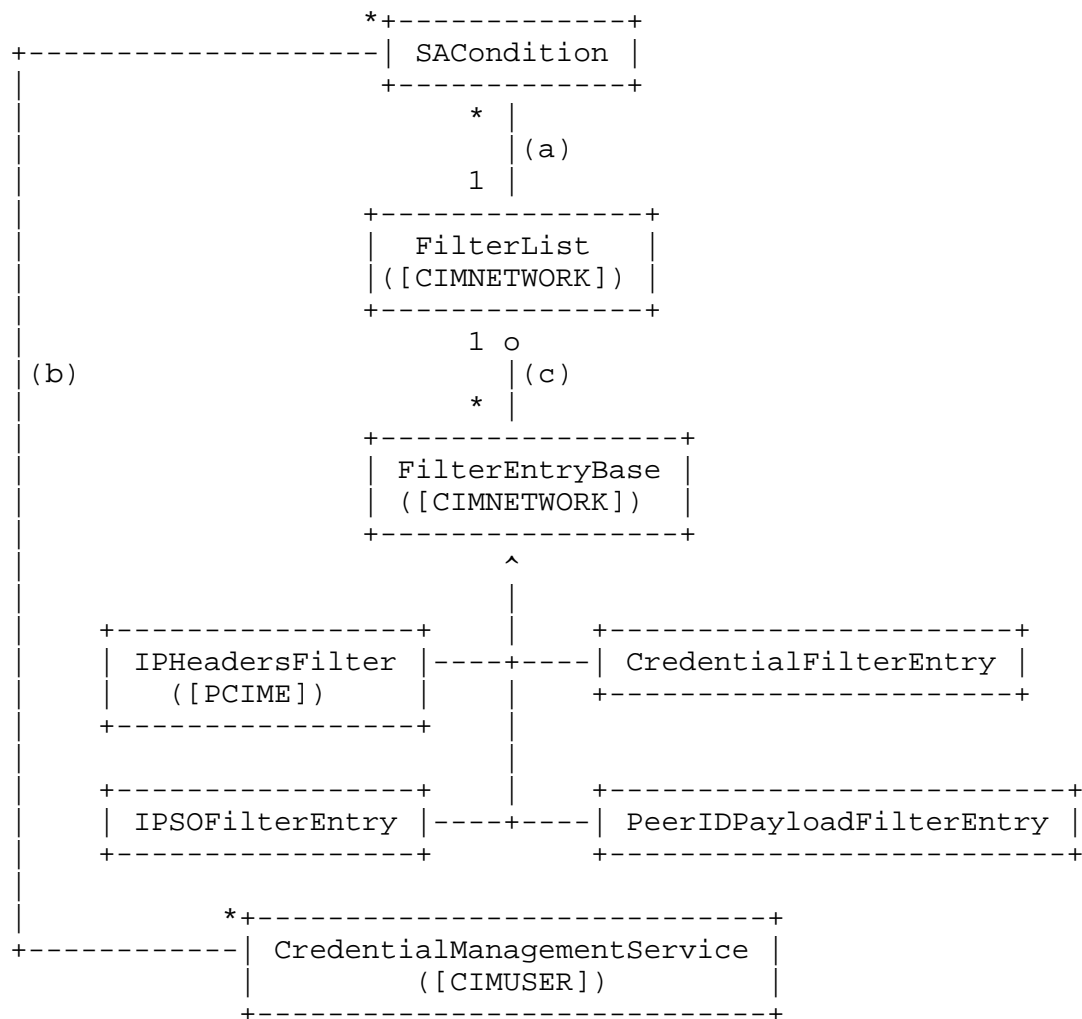 *+-------------+
+--------------------| SACondition |
+-------------+
* |
|(a)
1 |
+---------------+
| FilterList |
|([CIMNETWORK]) |
+---------------+
1 o
|(b) |(c)
* |
+-----------------+
| FilterEntryBase |
| ([CIMNETWORK]) |
+-----------------+
^
|
+-----------------+ | +-----------------------+
| IPHeadersFilter |----+----| CredentialFilterEntry |
| ([PCIME]) | | +-----------------------+
+-----------------+ |
|
+-----------------+ | +--------------------------+
| IPSOFilterEntry |----+----| PeerIDPayloadFilterEntry |
+-----------------+ +--------------------------+
*+-----------------------------+
+------------| CredentialManagementService |
| ([CIMUSER]) |
+-----------------------------+